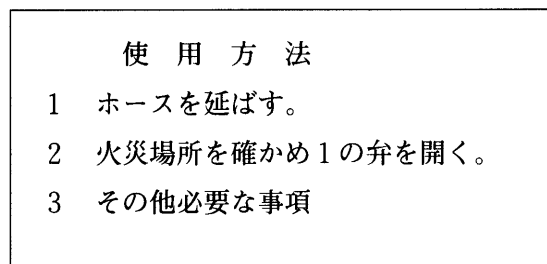 使 用 方 法
1 ホースを延ばす。
2 火災場所を確かめ1の弁を開く。
3 その他必要な事項